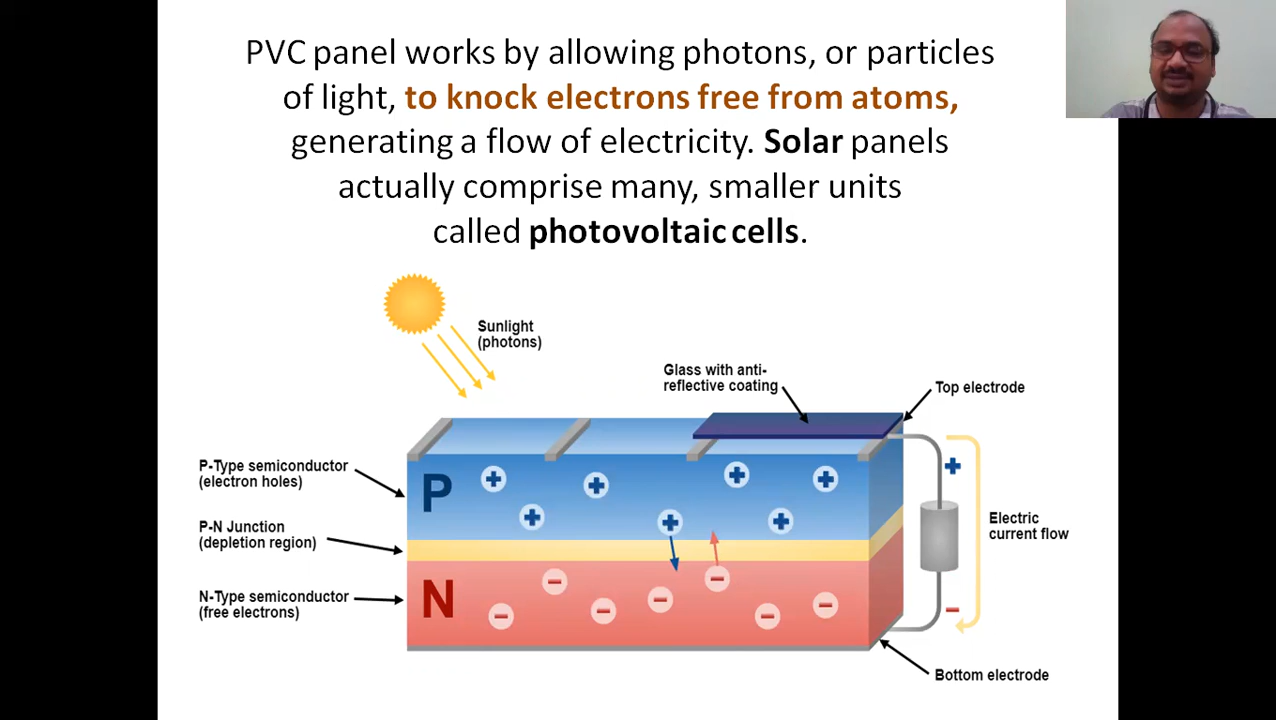 PVC panel works by allowing photons, or particles
of light, to knock electrons free from atoms,
generating a flow of electricity. Solar panels
actually comprise many, smaller units
called photovoltaic cells.
Sunlight
(photons)
Glass with anti-
reflective coating
Top electrode
P-Type semiconductor
(electron holes)
P
P-N Junction
(depletion region)
Electric
current flow
N-Type semiconductor
(free electrons)
N
Bottom electrode